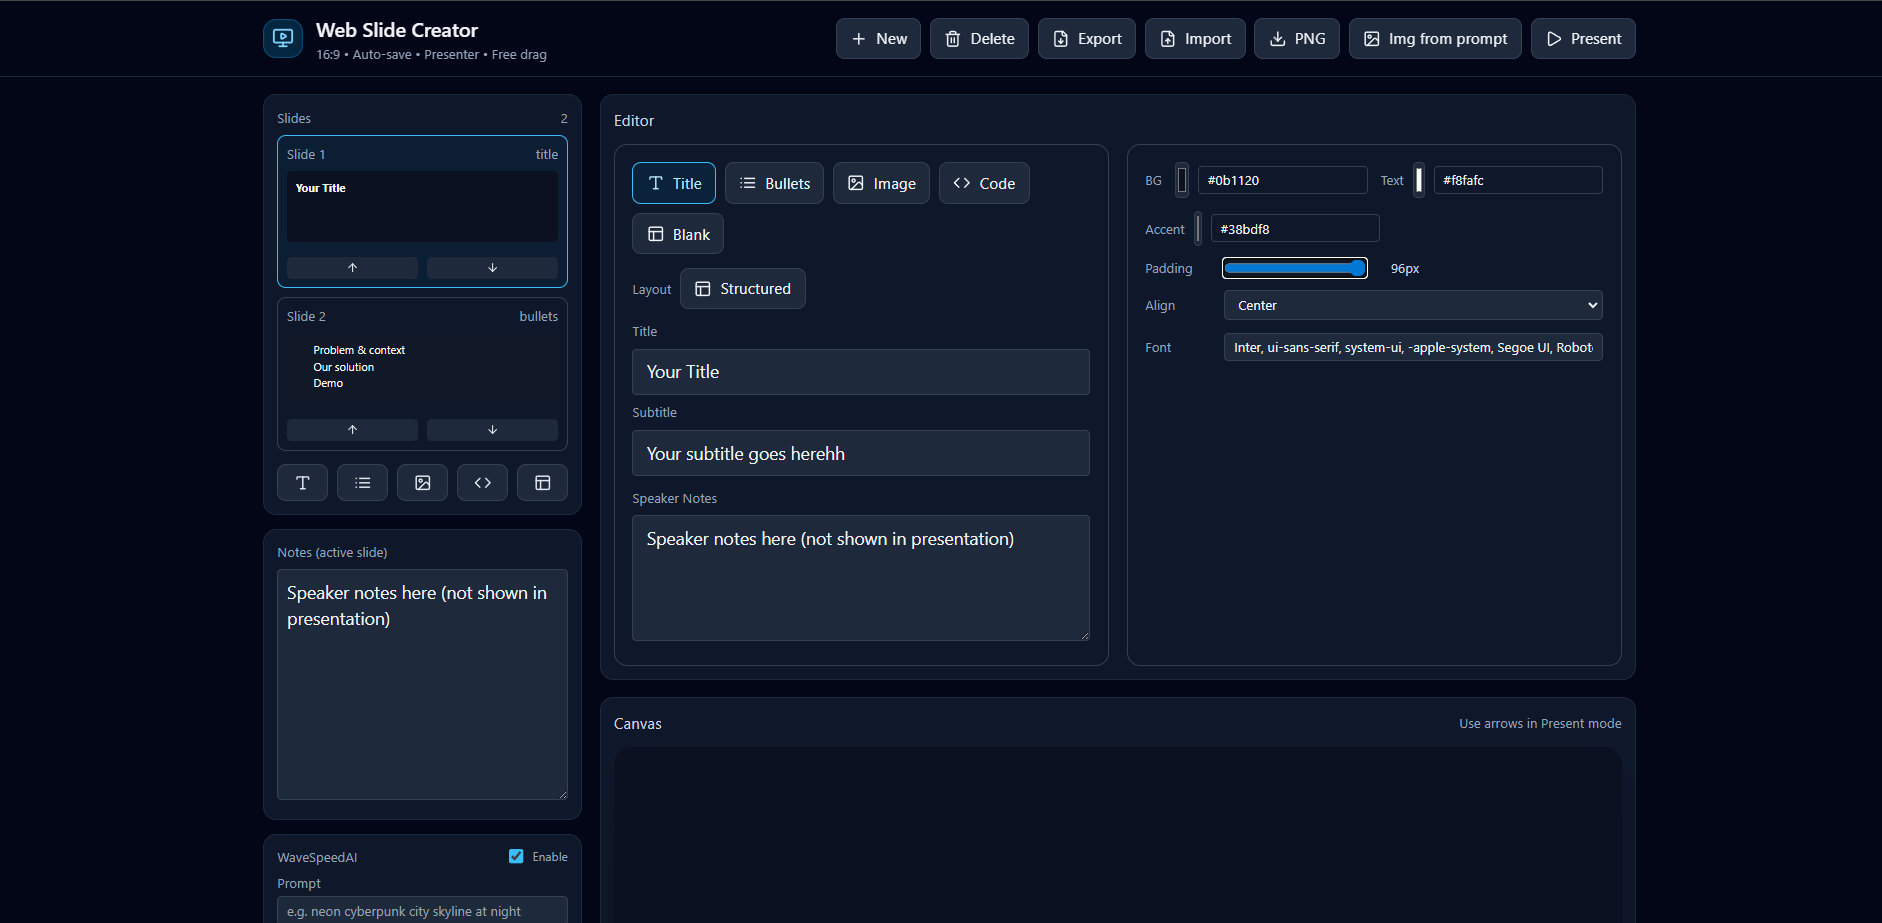 Web Slide Creator
16:9 • Auto-save • Presenter • Free drag
New
Delete
Export
Import
PNG
Img from prompt
Present
Slides
2
Slide 1
title
Your Title
Slide 2
bullets
Problem & context
Our solution
Demo
Notes (active slide)
Speaker notes here (not shown in
presentation)
WaveSpeedAI
Enable
Prompt
e.g. neon cyberpunk city skyline at night
Editor
Title
Bullets
Image
Code
Blank
Layout
Structured
Title
Your Title
Subtitle
Your subtitle goes herehh
Speaker Notes
Speaker notes here (not shown in presentation)
BG
#0b1120
Text
#f8fafc
Accent
#38bdf8
Padding
96px
Align
Center
Font
Inter, ui-sans-serif, system-ui, -apple-system, Segoe UI, Roboto
Canvas
Use arrows in Present mode